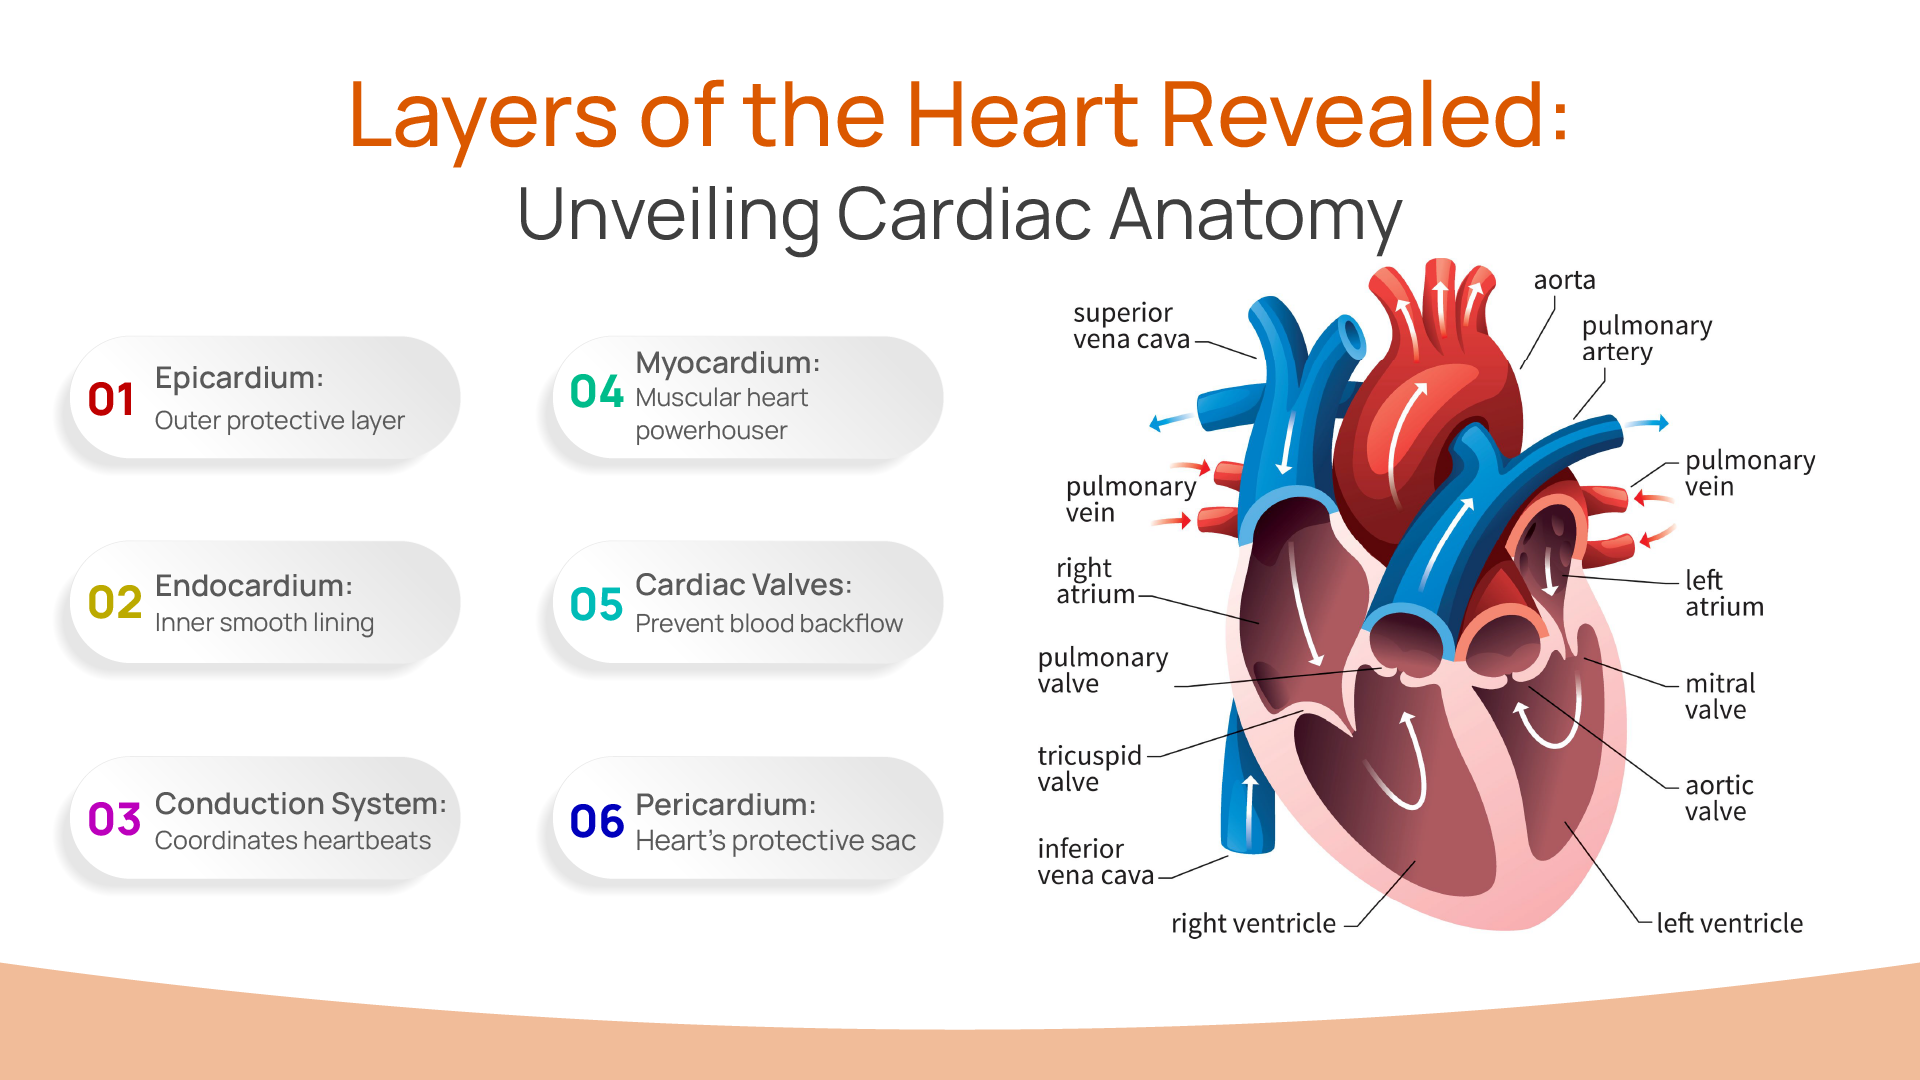 Layers of the Heart Revealed:
Unveiling Cardiac Anatomy
01
Epicardium:
Outer protective layer
02
Endocardium:
Inner smooth lining
03
Conduction System:
Coordinates heartbeats
04
Myocardium:
Muscular heart
powerhouser
05
Cardiac Valves:
Prevent blood backflow
06
Pericardium:
Heart's protective sac
superior
vena cava
pulmonary
vein
right
atrium
pulmonary
valve
tricuspid
valve
inferior
vena cava
right ventricle
aorta
pulmonary
artery
pulmonary
vein
left
atrium
mitral
valve
aortic
valve
left ventricle